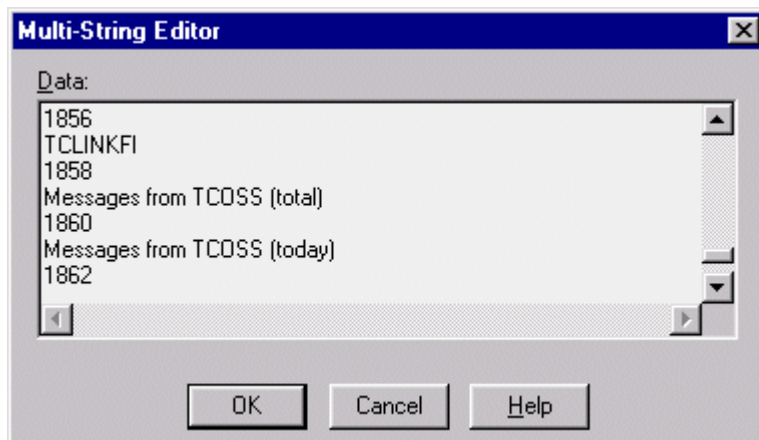 Multi-String Editor
Data:
1856
TCLINKFI
1858
Messages from TCOSS (total)
1860
Messages from TCOSS (today)
1862
OK Cancel Help